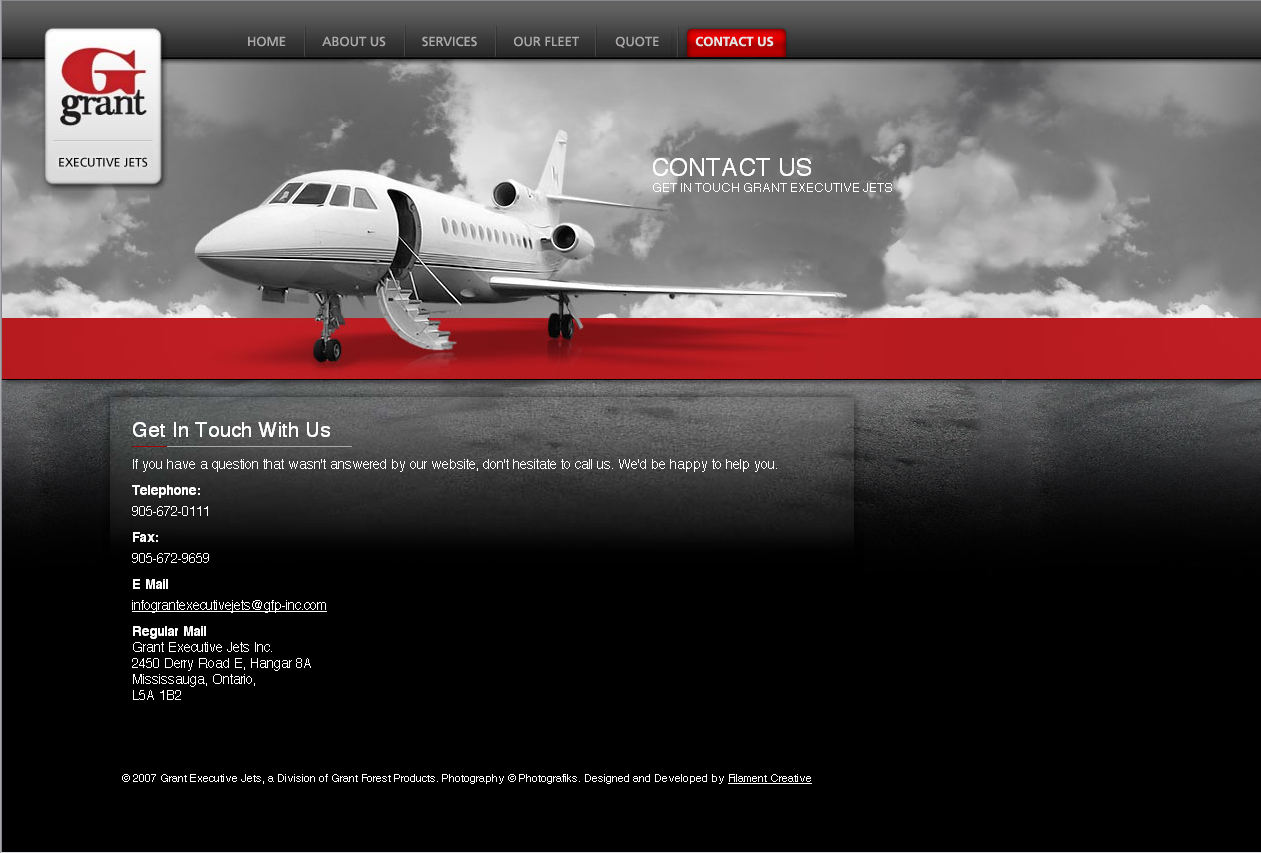 grant
EXECUTIVE JETS
HOME
ABOUT US
SERVICES
OUR FLEET
QUOTE
CONTACT US
CONTACT US
GET IN TOUCH GRANT EXECUTIVE JETS
Get In Touch With Us
If you have a question that wasn't answered by our website, don't hesitate to call us. We'd be happy to help you.
Telephone:
905-672-0111
Fax:
905-672-9659
E Mail
infograntexecutivejets@gfp-inc.com
Regular Mail
Grant Executive Jets Inc.
2450 Derry Road E, Hangar 8A
Mississauga, Ontario,
L5A 1B2
© 2007 Grant Executive Jets, a Division of Grant Forest Products. Photography © Photografiks. Designed and Developed by Filament Creative